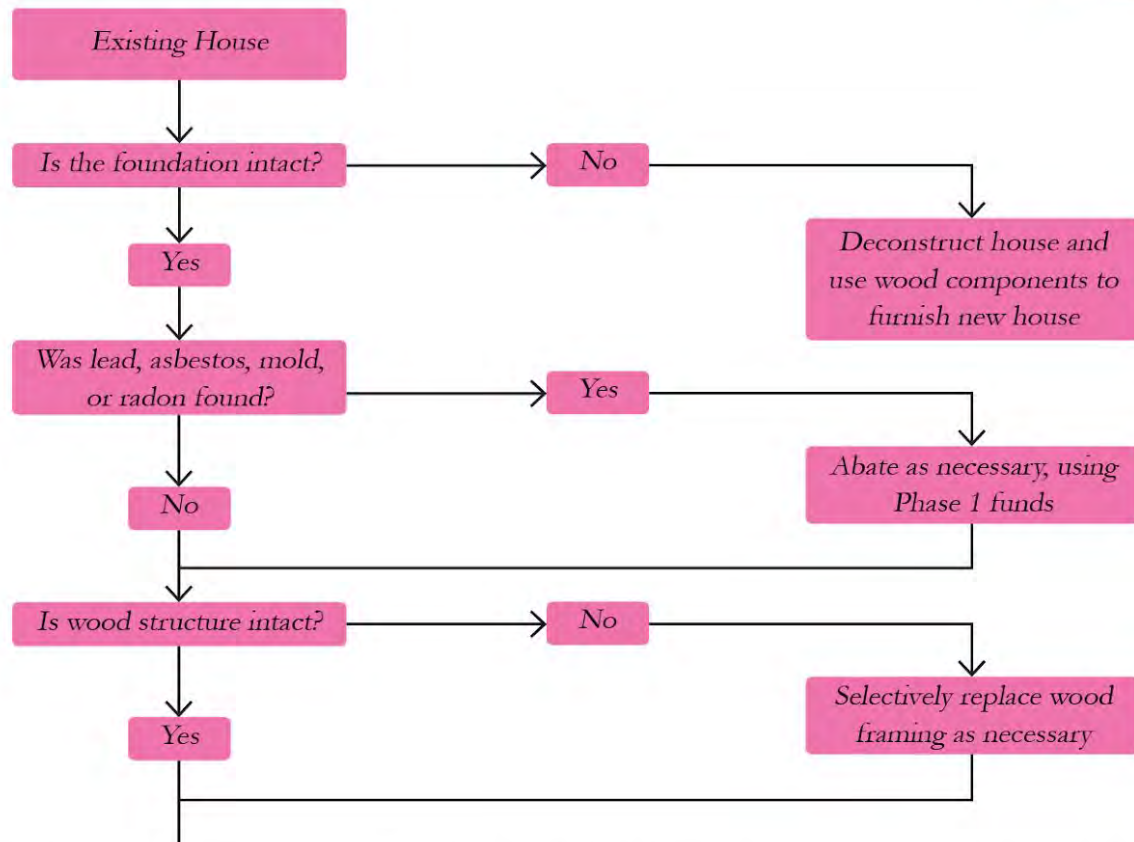 Existing House
Is the foundation intact?
No
Yes
Deconstruct house and
use wood components to
furnish new house
Was lead, asbestos, mold,
or radon found?
Yes
No
Abate as necessary, using
Phase 1 funds
Is wood structure intact?
No
Yes
Selectively replace wood
framing as necessary